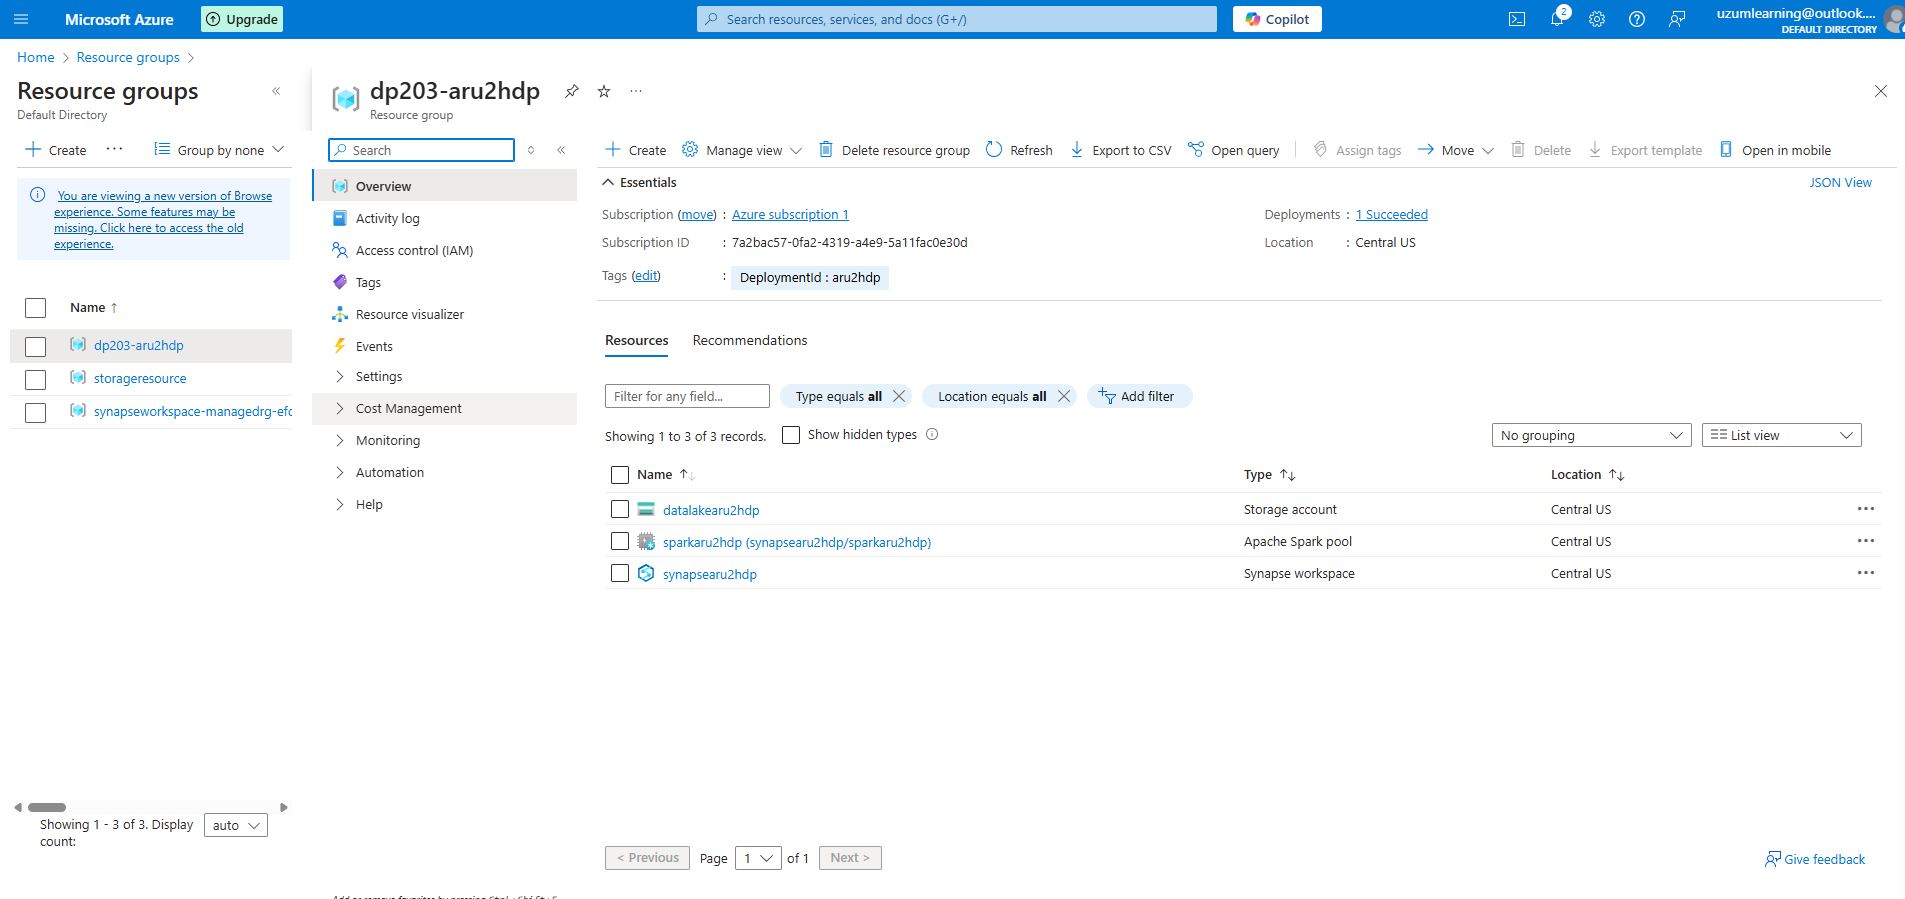 Microsoft Azure
Upgrade
Search resources, services, and docs (G+/)
Copilot
2
uzumlearning@outlook....
DEFAULT DIRECTORY
Home > Resource groups >
Resource groups
Default Directory
Create
Group by none
You are viewing a new version of Browse
experience. Some features may be
missing. Click here to access the old
experience.
Name ↑
dp203-aru2hdp
storageresource
Showing 1 - 3 of 3. Display
count:
auto
dp203-aru2hdp
Resource group
Search
Overview
Activity log
Access control (IAM)
Tags
Resource visualizer
Events
Settings
Cost Management
Monitoring
Automation
Help
Create
Manage view
Delete resource group
Refresh
Export to CSV
Open query
Assign tags
Move
Delete
Export template
Open in mobile
Essentials
JSON View
Subscription (move) : Azure subscription 1
Subscription ID : 7a2bac57-0fa2-4319-a4e9-5a11fac0e30d
Tags (edit) : DeploymentId : aru2hdp
Deployments : 1 Succeeded
Location : Central US
Resources
Recommendations
Filter for any field...
Type equals all
Location equals all
Add filter
Showing 1 to 3 of 3 records.
Show hidden types
No grouping
List view
Name ↑↓ Type ↑↓ Location ↑↓
datalakearu2hdp Storage account Central US
sparkaru2hdp (synapsearu2hdp/sparkaru2hdp) Apache Spark pool Central US
synapsearu2hdp Synapse workspace Central US
< Previous
Page 1 of 1
Next >
Give feedback